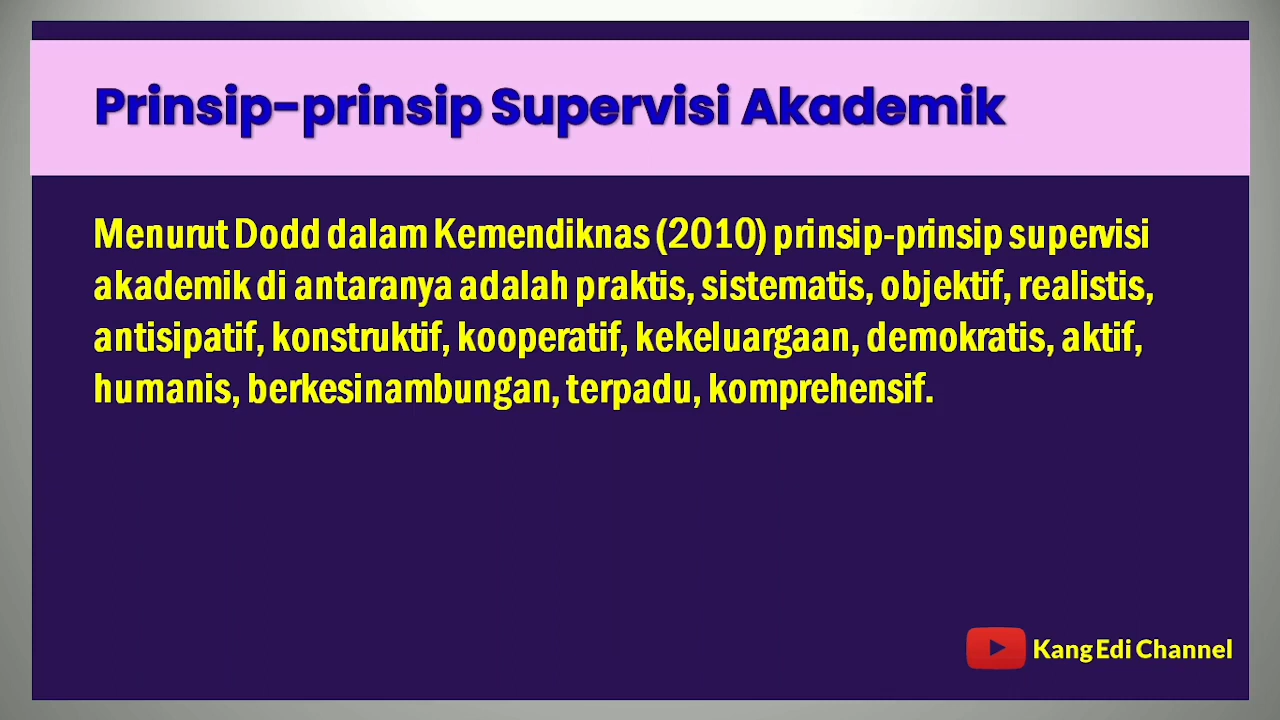 Prinsip-prinsip Supervisi Akademik
Menurut Dodd dalam Kemendiknas (2010) prinsip-prinsip supervisi
akademik di antaranya adalah praktis, sistematis, objektif, realistis,
antisipatif, konstruktif, kooperatif, kekeluargaan, demokratis, aktif,
humanis, berkesinambungan, terpadu, komprehensif.
Kang Edi Channel